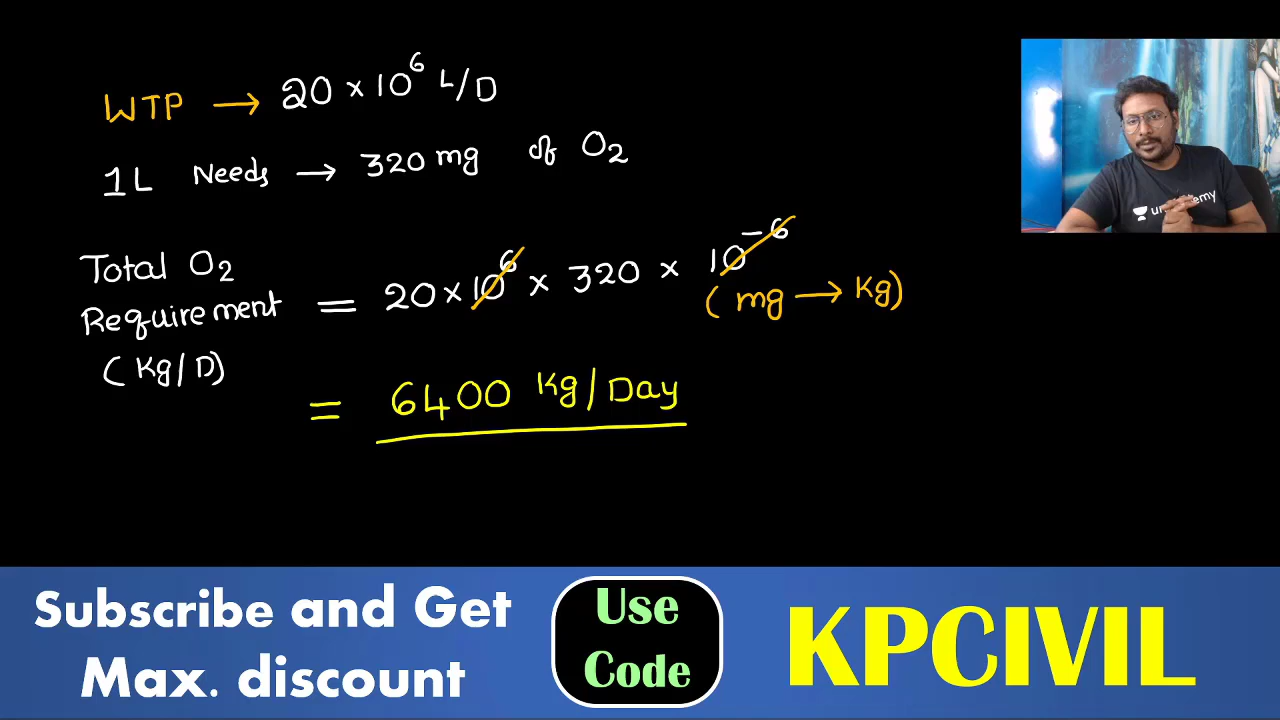 WTP → 20 × 10⁶ L/D
1L Needs → 320 mg of O₂
Total O₂
Requirement = 20 × 10⁶ × 320 × 10⁻⁶
(Kg/D) (mg → Kg)
= 6400 Kg/Day
Subscribe and Get
Max. discount
Use
Code
KPCIVIL